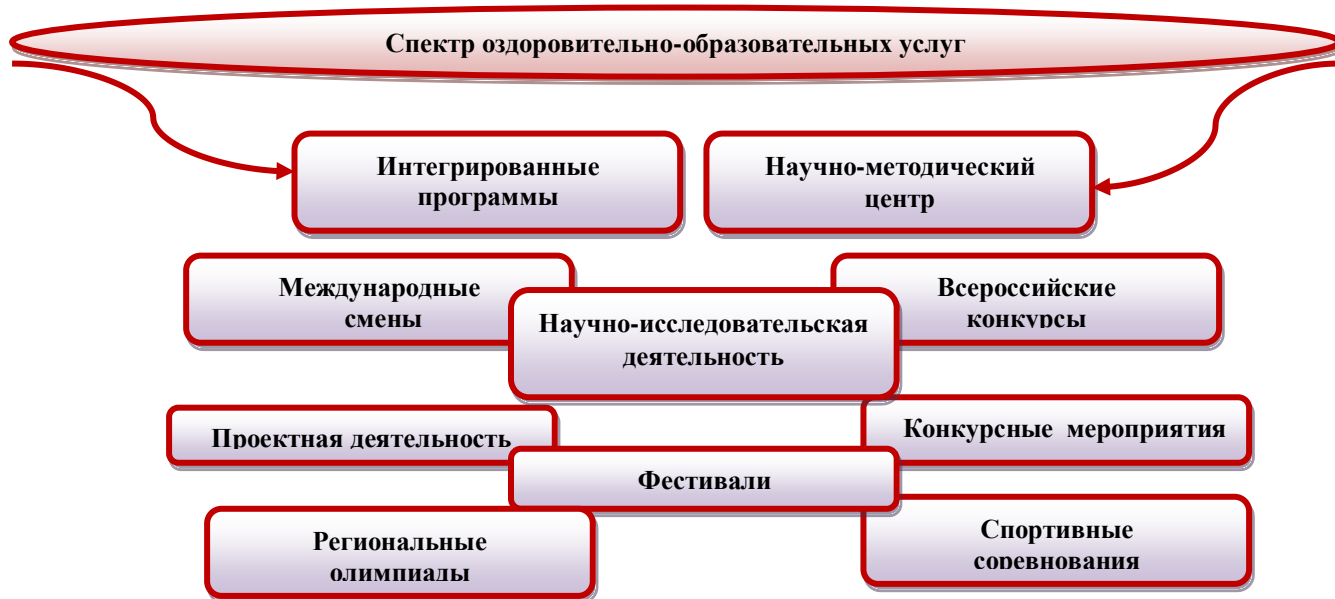 Спектр оздоровительно-образовательных услуг
Интегрированные
программы
Научно-методический
центр
Международные
смены
Научно-исследовательская
деятельность
Всероссийские
конкурсы
Проектная деятельность
Конкурсные мероприятия
Фестивали
Региональные
олимпиады
Спортивные
соревнования